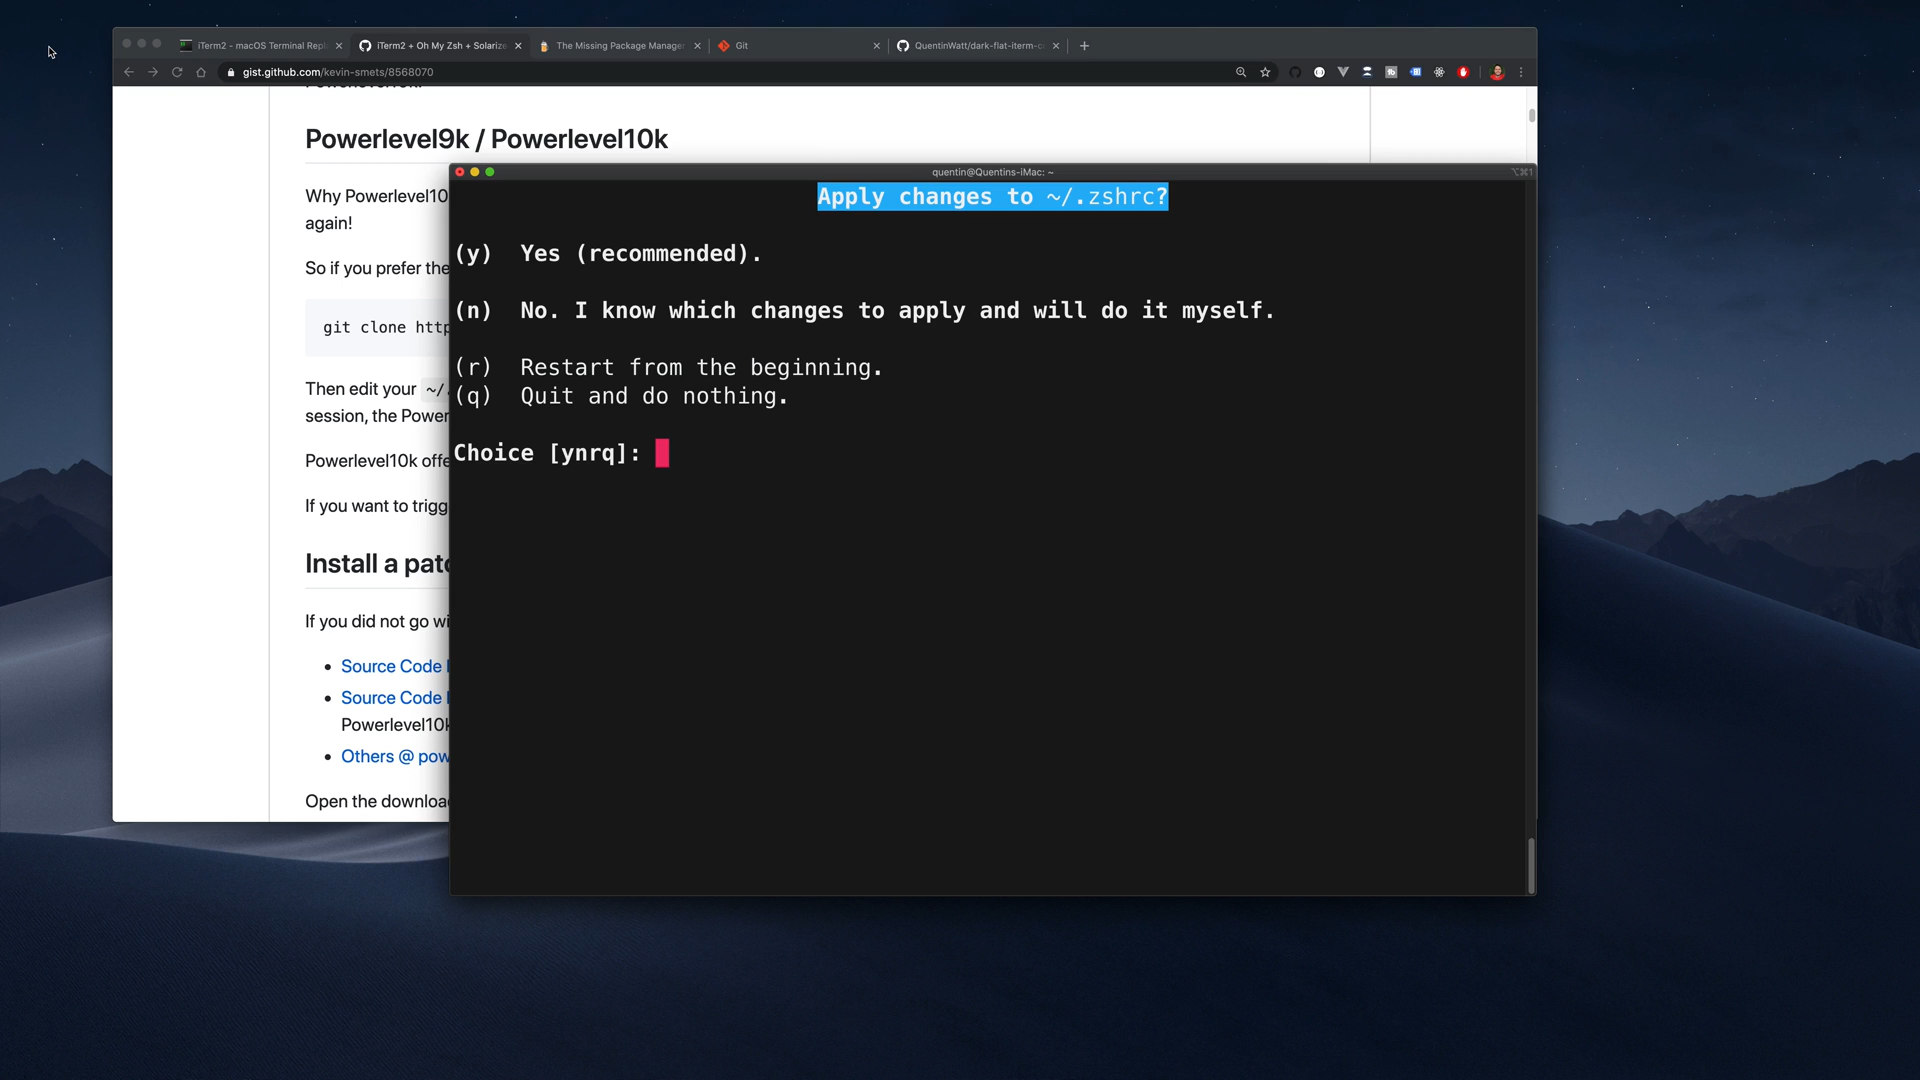 iTerm2 - macOS Terminal Repl
iTerm2 + Oh My Zsh + Solarize
The Missing Package Manager
Git
QuentinWatt/dark-flat-iterm-co
gist.github.com/kevin-smets/8568070
Powerlevel9k / Powerlevel10k
Why Powerlevel10
again!
So if you prefer the
git clone http
Then edit your ~/.
session, the Power
Powerlevel10k offe
If you want to trigg
Install a patc
If you did not go wi
Source Code
Source Code
Powerlevel10k
Others @ pow
Open the downloa
quentin@Quentins-iMac: ~
⌥⌘1
Apply changes to ~/.zshrc?
(y) Yes (recommended).
(n) No. I know which changes to apply and will do it myself.
(r) Restart from the beginning.
(q) Quit and do nothing.
Choice [ynrq]: